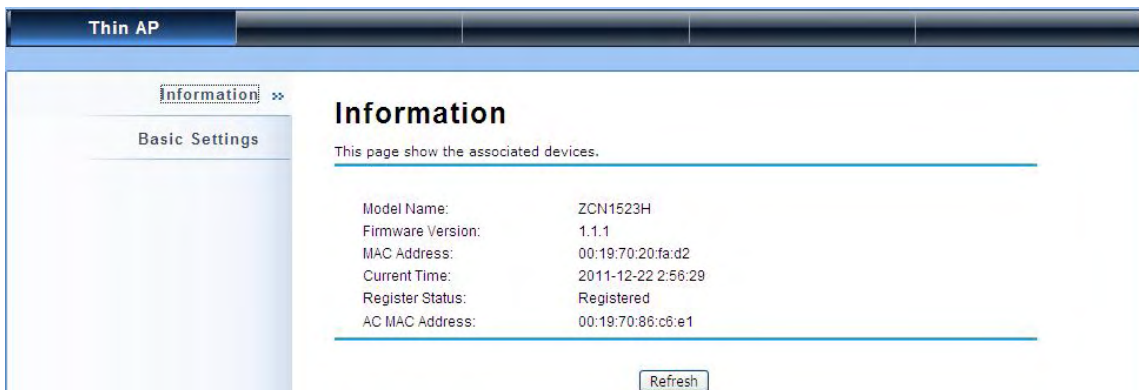 Thin AP
Information »
Basic Settings
Information
This page show the associated devices.
Model Name: ZCN1523H
Firmware Version: 1.1.1
MAC Address: 00:19:70:20:fa:d2
Current Time: 2011-12-22 2:56:29
Register Status: Registered
AC MAC Address: 00:19:70:86:c6:e1
Refresh